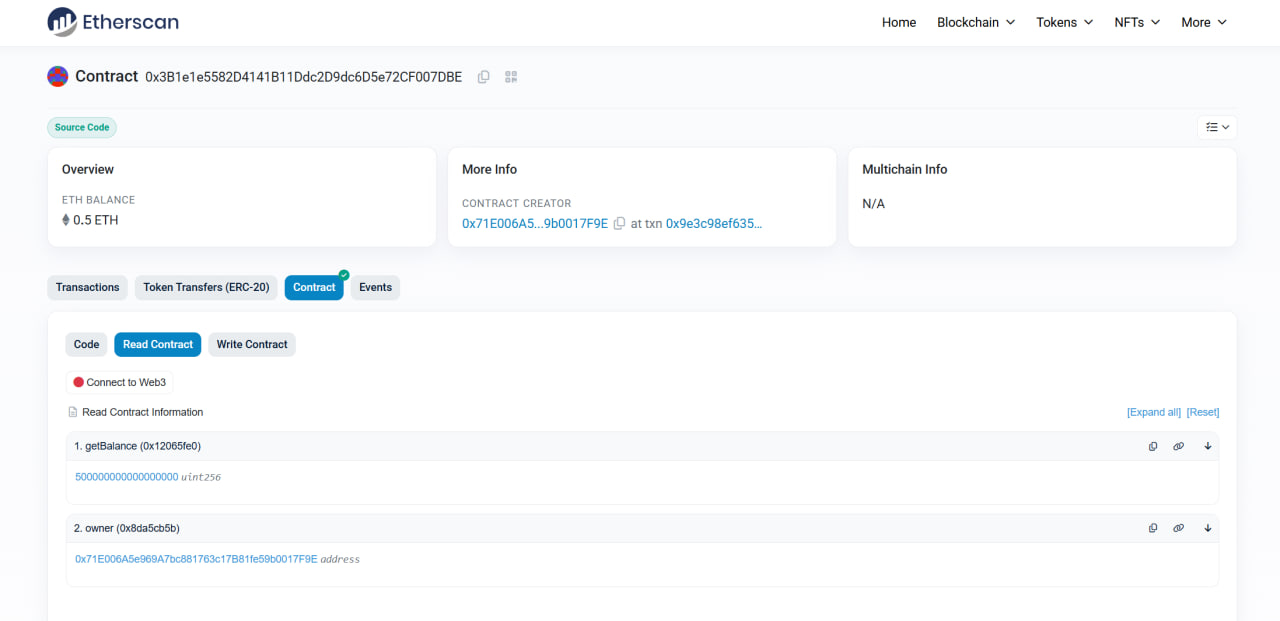 Etherscan
Home Blockchain Tokens NFTs More
Contract 0x3B1e1e5582D4141B11Ddc2D9dc6D5e72CF007DBE
Source Code
Overview
ETH BALANCE
0.5 ETH
More Info
CONTRACT CREATOR
0x71E006A5...9b0017F9E at txn 0x9e3c98ef635...
Multichain Info
N/A
Transactions Token Transfers (ERC-20) Contract Events
Code Read Contract Write Contract
Connect to Web3
Read Contract Information [Expand all] [Reset]
1. getBalance (0x12065fe0)
500000000000000000 uint256
2. owner (0x8da5cb5b)
0x71E006A5e969A7bc881763c17B81fe59b0017F9E address